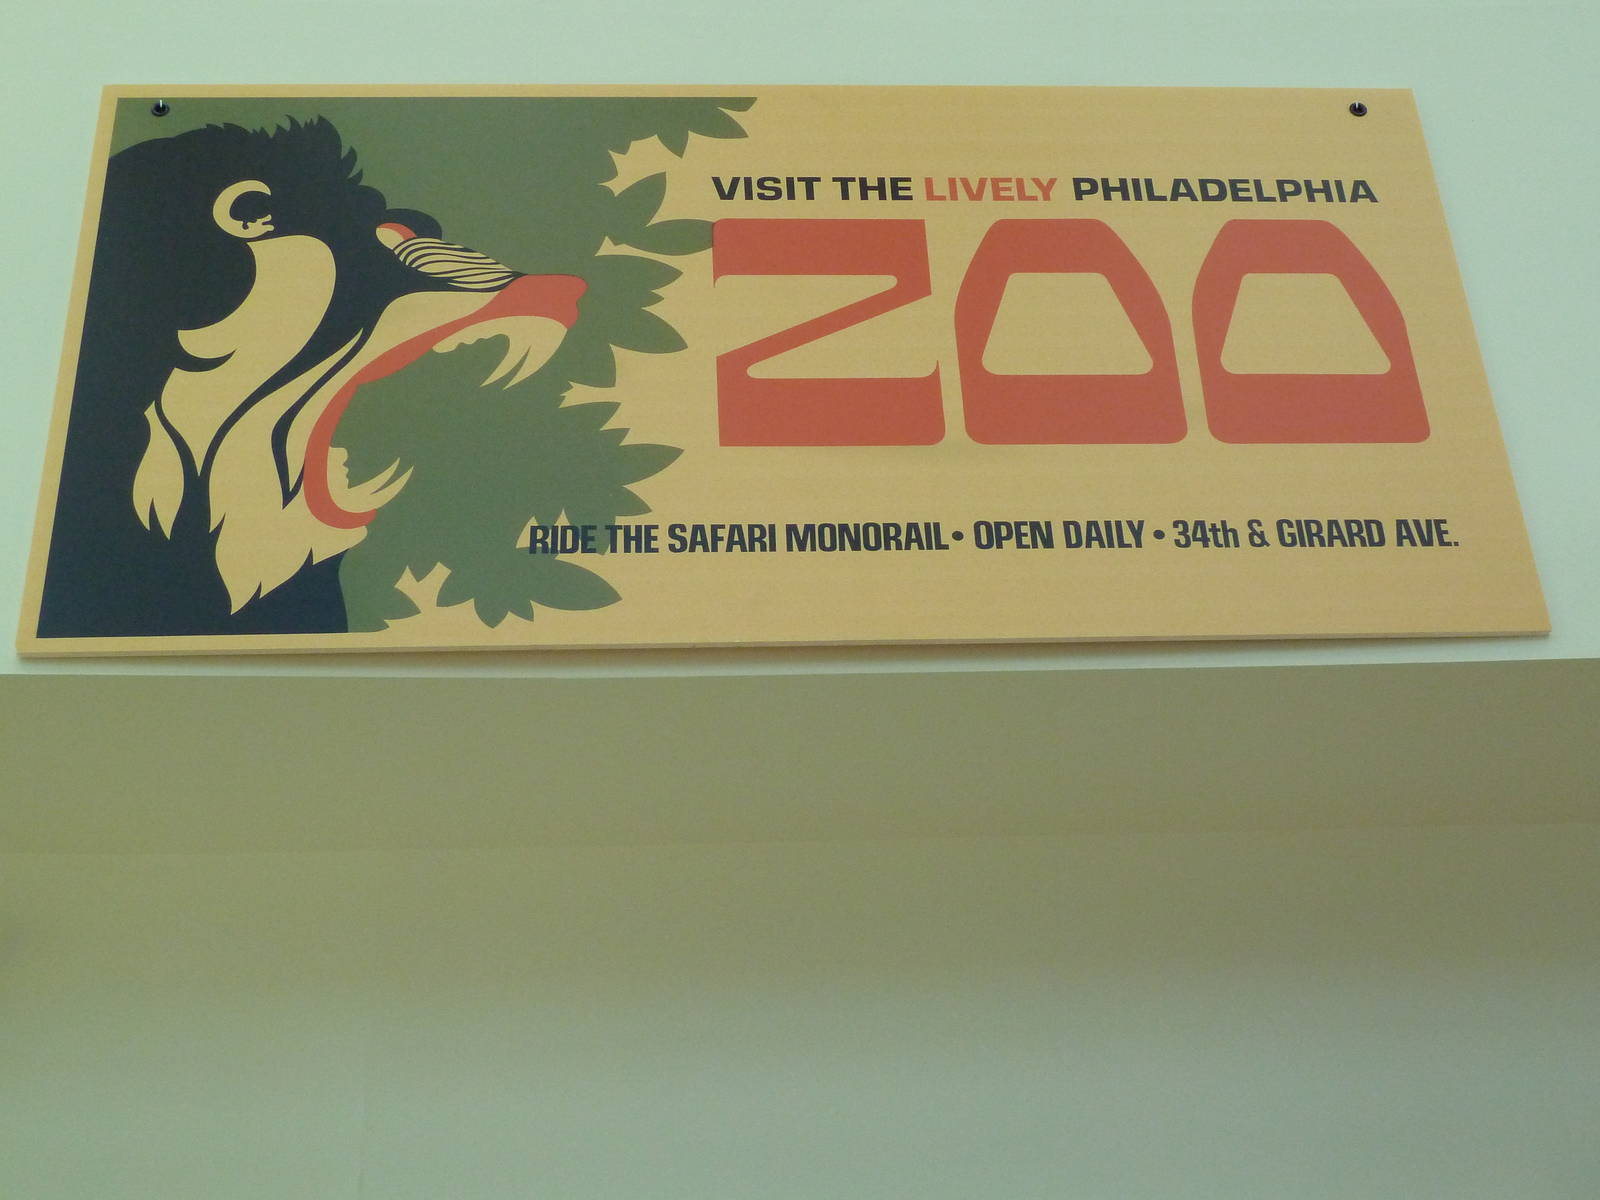 VISIT THE LIVELY PHILADELPHIA
ZOO
RIDE THE SAFARI MONORAIL • OPEN DAILY • 34th & GIRARD AVE.